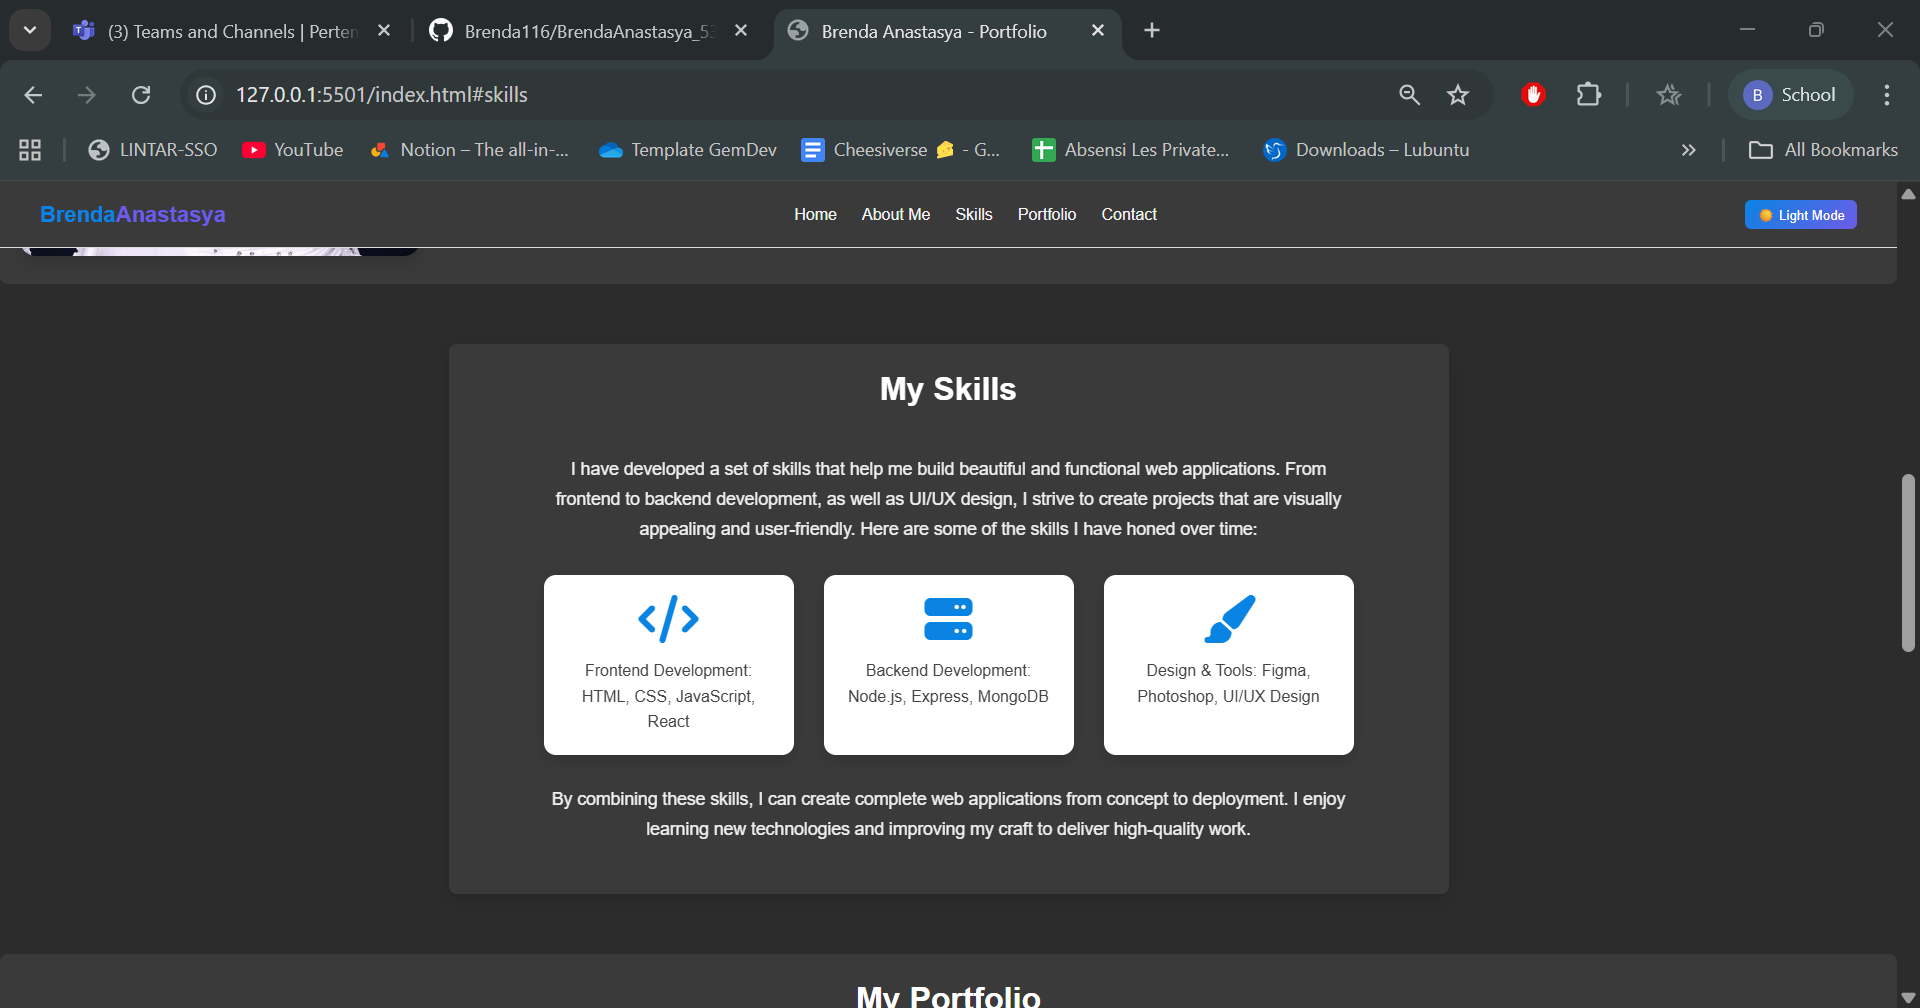 (3) Teams and Channels | Perten
Brenda116/BrendaAnastasya_53
Brenda Anastasya - Portfolio
127.0.0.1:5501/index.html#skills
B School
LINTAR-SSO
YouTube
Notion – The all-in-...
Template GemDev
Cheesiverse 🧀 - G...
Absensi Les Private...
Downloads – Lubuntu
All Bookmarks
BrendaAnastasya
Home
About Me
Skills
Portfolio
Contact
Light Mode
My Skills
I have developed a set of skills that help me build beautiful and functional web applications. From
frontend to backend development, as well as UI/UX design, I strive to create projects that are visually
appealing and user-friendly. Here are some of the skills I have honed over time:
Frontend Development:
HTML, CSS, JavaScript,
React
Backend Development:
Node.js, Express, MongoDB
Design & Tools: Figma,
Photoshop, UI/UX Design
By combining these skills, I can create complete web applications from concept to deployment. I enjoy
learning new technologies and improving my craft to deliver high-quality work.
My Portfolio